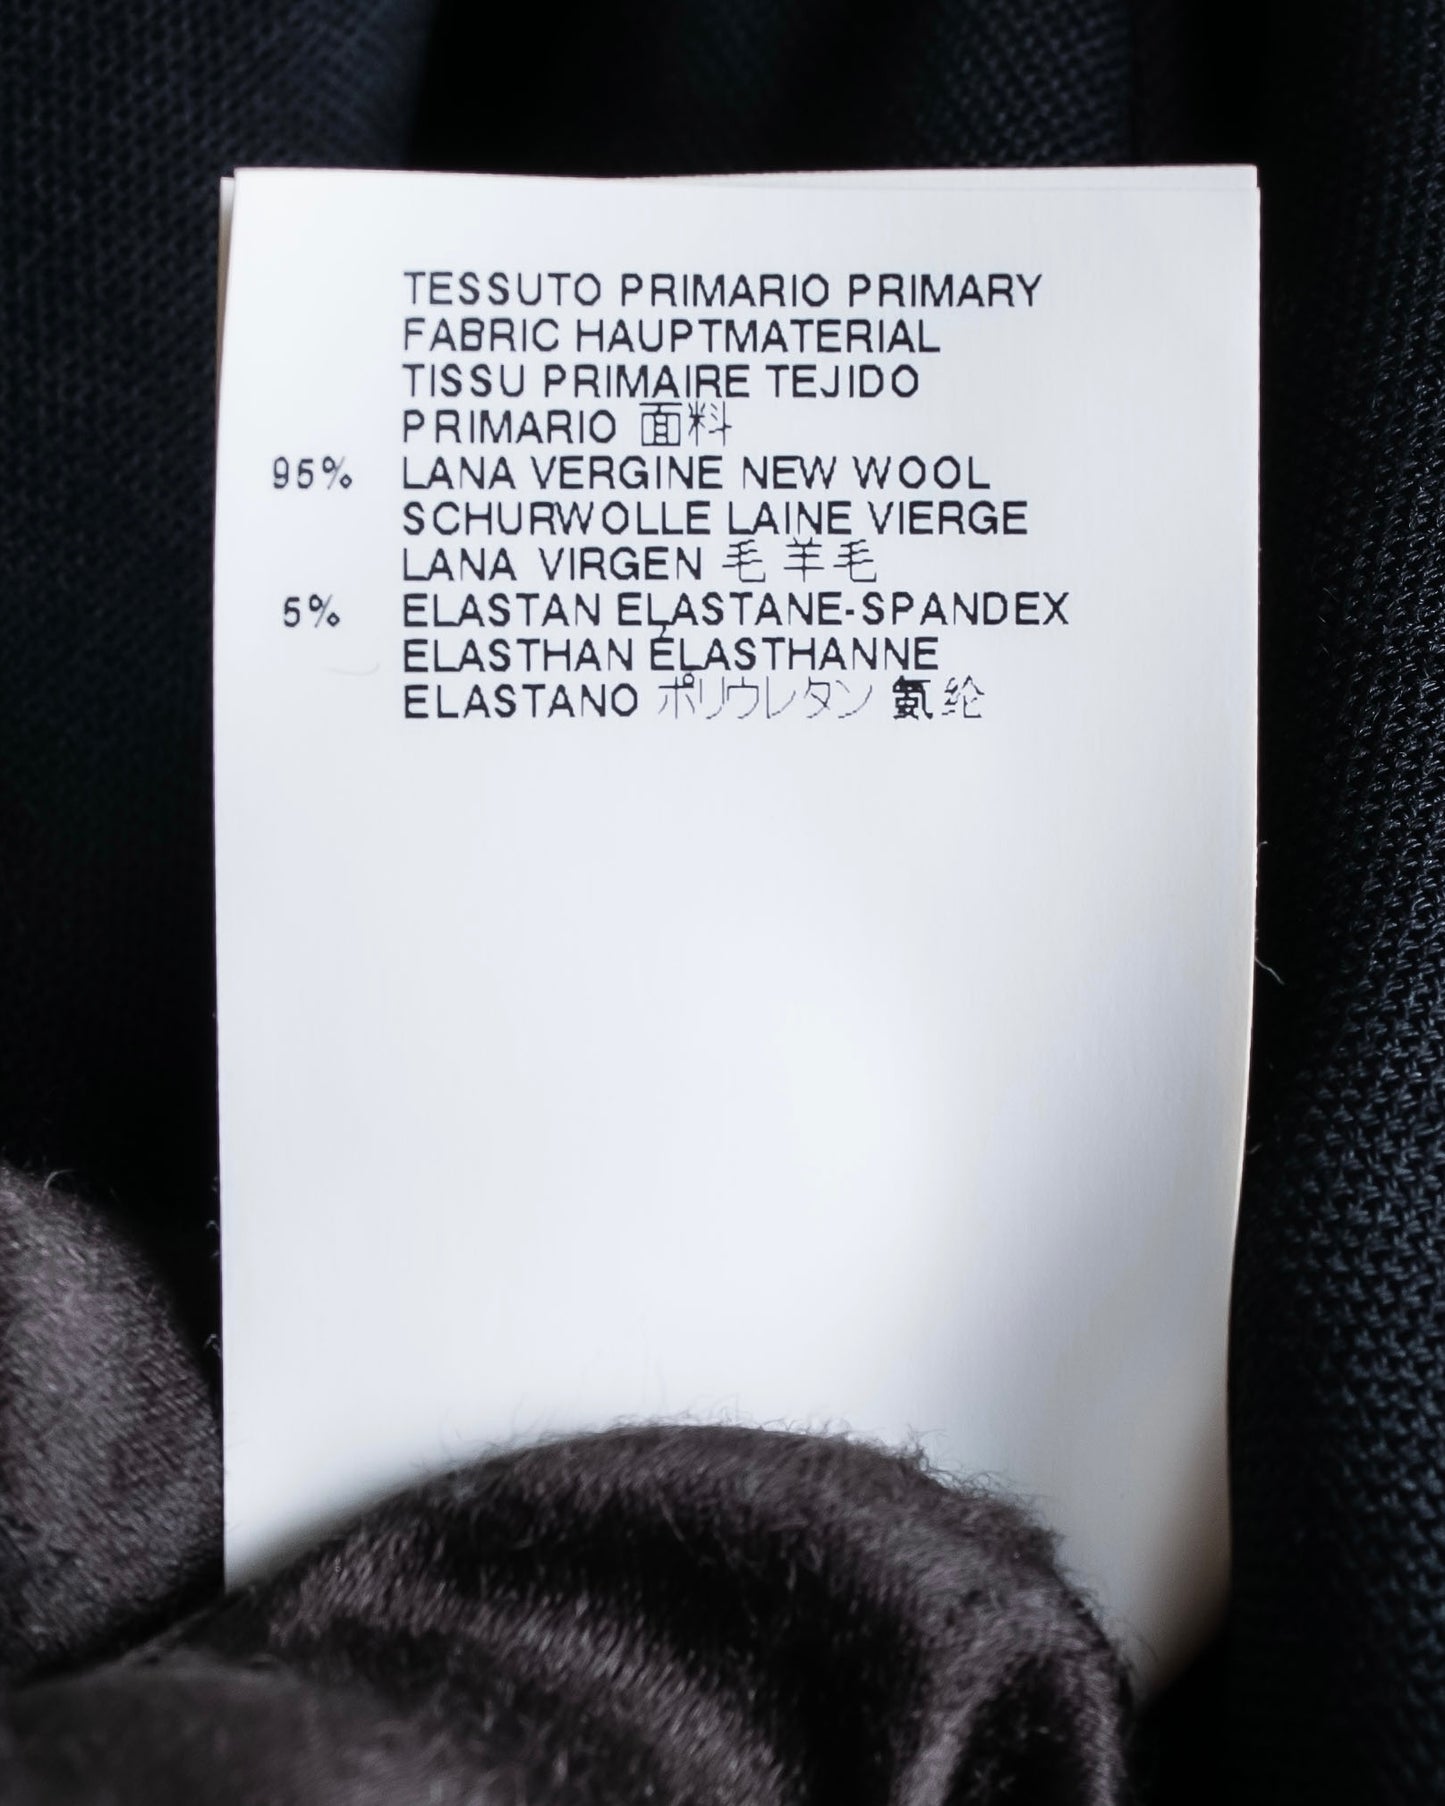 TESSUTO PRIMARIO PRIMARY
FABRIC HAUPTMATERIAL
TISSU PRIMAIRE TEJIDO
PRIMARIO 面料
95% LANA VERGINE NEW WOOL
SCHURWOLLE LAINE VIERGE
LANA VIRGEN 毛 羊毛
5% ELASTAN ELASTANE-SPANDEX
ELASTHAN ÉLASTHANNE
ELASTANO ポリウレタン 氨纶